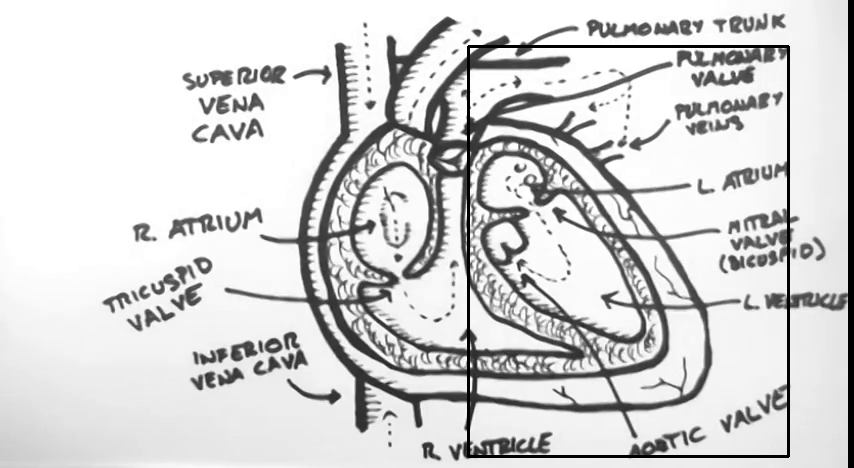 PULMONARY TRUNK
PULMONARY
VALVE
SUPERIOR
VENA
CAVA
PULMONARY
VEINS
L. ATRIUM
R. ATRIUM
MITRAL
VALVE
(BICUSPID)
TRICUSPID
VALVE
L. VENTRICLE
INFERIOR
VENA CAVA
R. VENTRICLE
AORTIC VALVE